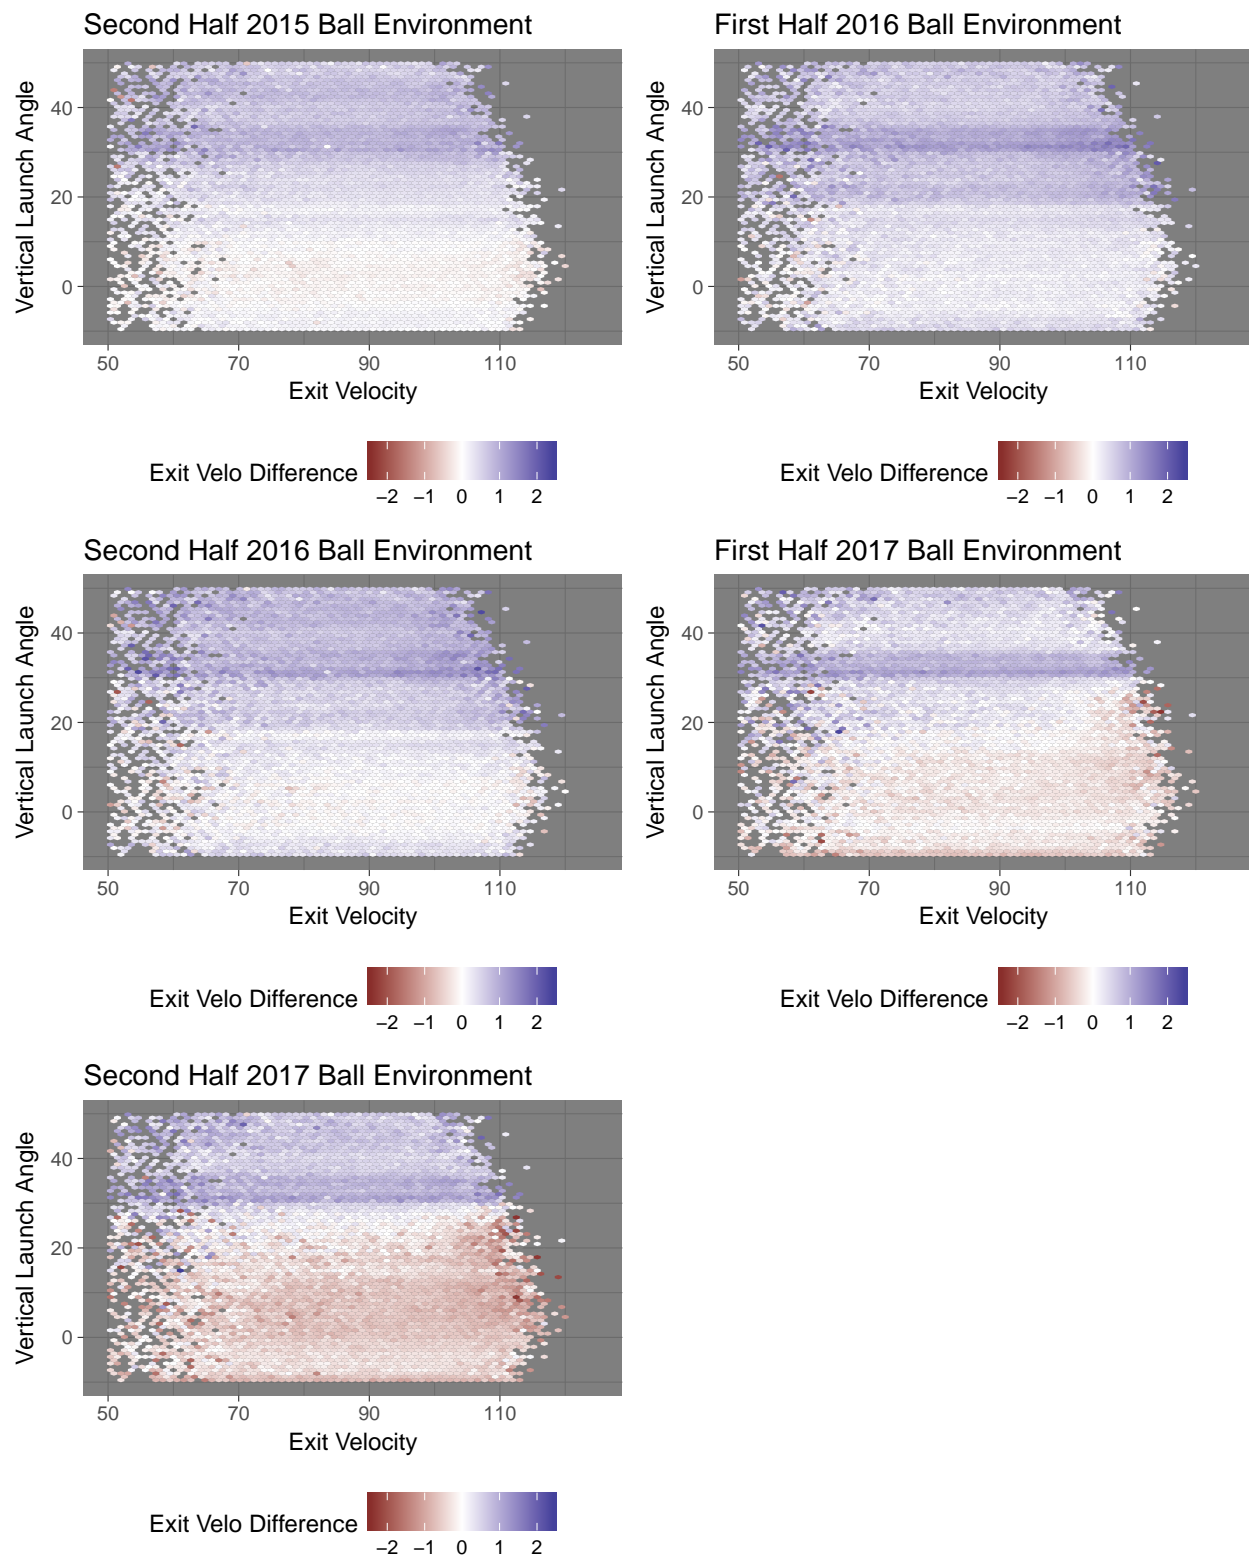 Second Half 2015 Ball Environment
Vertical Launch Angle
40
20
0
50 70 90 110
Exit Velocity
Exit Velo Difference
−2 −1 0 1 2
First Half 2016 Ball Environment
Vertical Launch Angle
40
20
0
50 70 90 110
Exit Velocity
Exit Velo Difference
−2 −1 0 1 2
Second Half 2016 Ball Environment
Vertical Launch Angle
40
20
0
50 70 90 110
Exit Velocity
Exit Velo Difference
−2 −1 0 1 2
First Half 2017 Ball Environment
Vertical Launch Angle
40
20
0
50 70 90 110
Exit Velocity
Exit Velo Difference
−2 −1 0 1 2
Second Half 2017 Ball Environment
Vertical Launch Angle
40
20
0
50 70 90 110
Exit Velocity
Exit Velo Difference
−2 −1 0 1 2